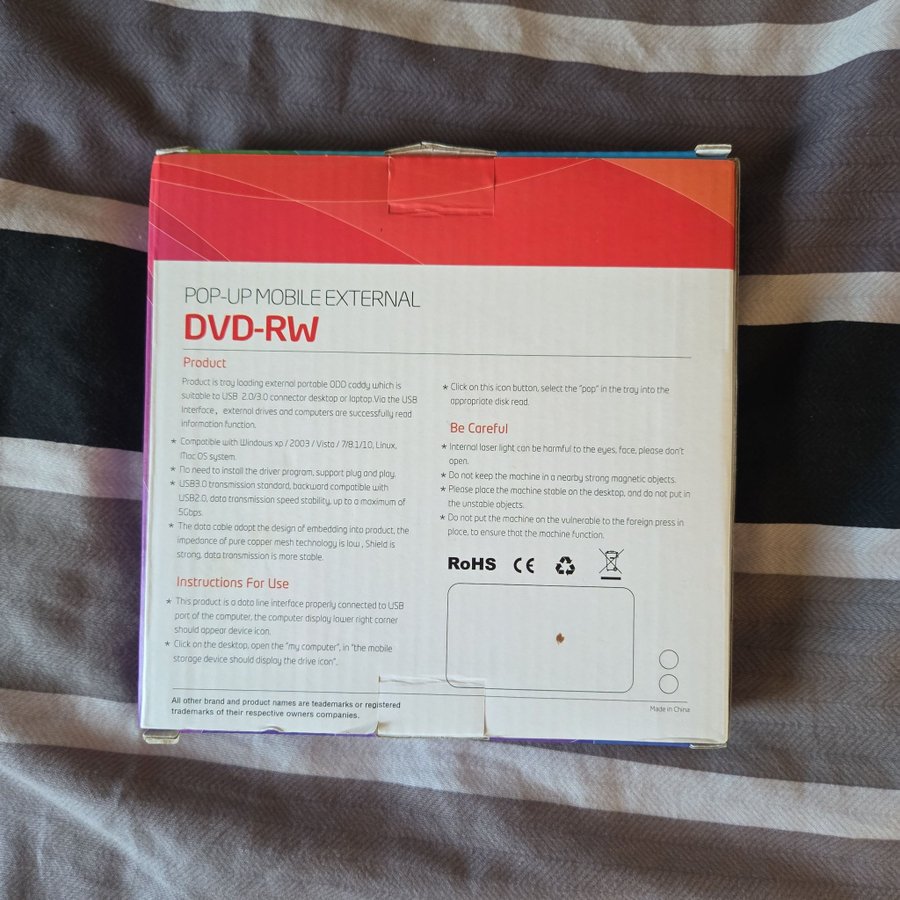 POP-UP MOBILE EXTERNAL
DVD-RW
Product
Product is tray loading external portable ODD caddy which is
suitable to USB 2.0/3.0 connector desktop or laptop.Via the USB
Interface, external drives and computers are successfully read
information function.
* Compatible with Windows xp / 2003 / Vista / 7/8.1/10, Linux,
Mac OS system.
* No need to install the driver program, support plug and play.
* USB3.0 transmission standard, backward compatible with
USB2.0, data transmission speed stability, up to a maximum of
5Gbps.
* The data cable adopt the design of embedding into product, the
impedance of pure copper mesh technology is low , Shield is
strong, data transmission is more stable.
Instructions For Use
* This product is a data line interface properly connected to USB
port of the computer, the computer display lower right corner
should appear device icon.
* Click on the desktop, open the "my computer", in "the mobile
storage device should display the drive icon".
* Click on this icon button, select the "pop" in the tray into the
appropriate disk read.
Be Careful
* Internal laser light can be harmful to the eyes, face, please don't
open.
* Do not keep the machine in a nearby strong magnetic objects.
* Please place the machine stable on the desktop, and do not put in
the unstable objects.
* Do not put the machine on the vulnerable to the foreign press in
place, to ensure that the machine function.
RoHS CE
All other brand and product names are teademarks or registered
trademarks of their respective owners companies.
Made in China